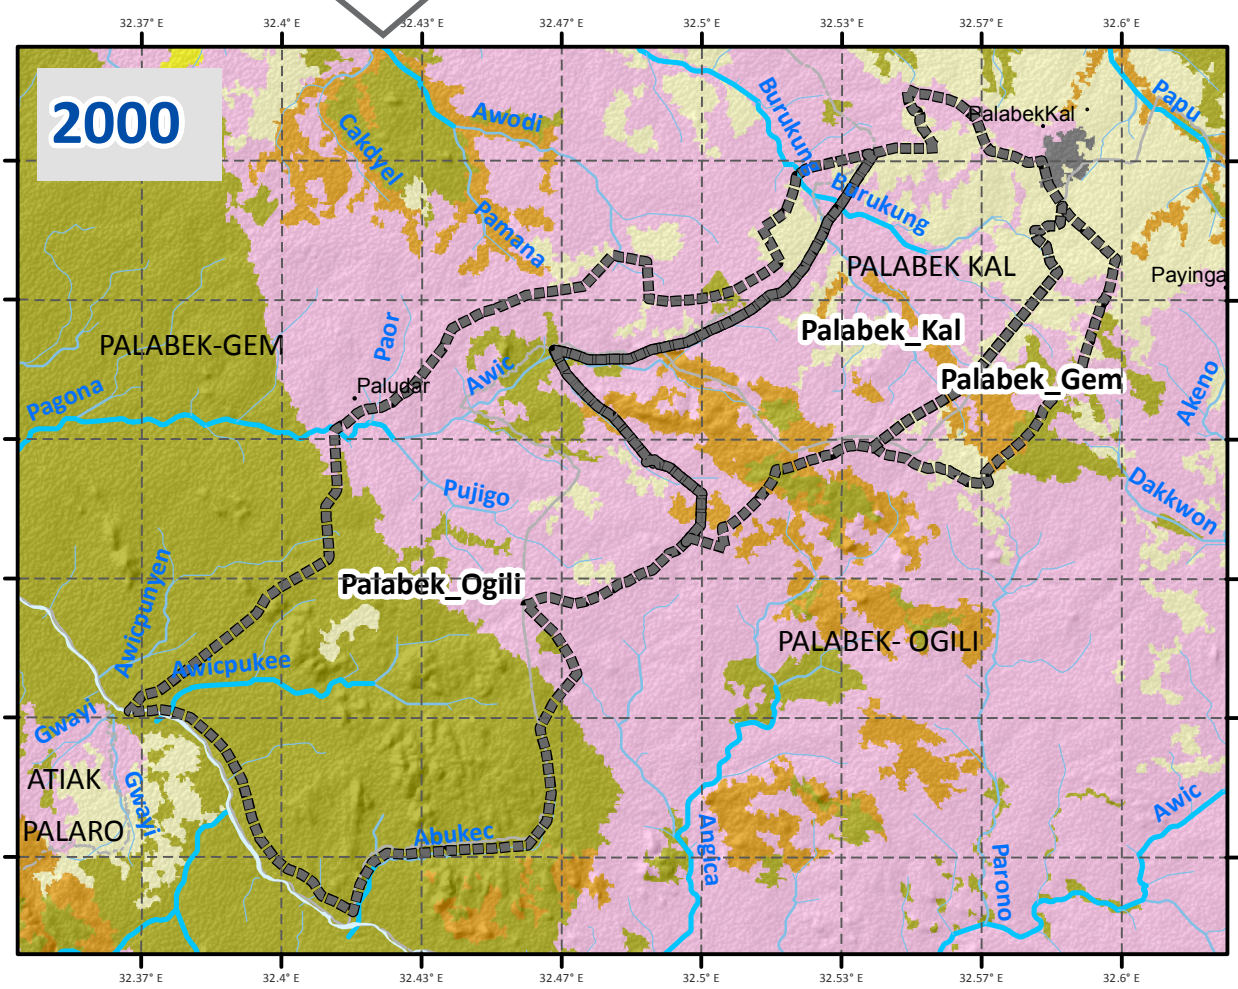 32.37° E 32.4° E 32.43° E 32.47° E 32.5° E 32.53° E 32.57° E 32.6° E
2000
Awodi
Burukung
PalabekKal
Papu
Cakdyel
Burukung
Pamana
PALABEK KAL
Payinga
PALABEK-GEM
Paor
Palabek_Kal
Paludar
Awic
Palabek_Gem
Pagona
Akeno
Pujigo
Dakkwon
Awicpunyen
Palabek_Ogili
Awicpukee
PALABEK- OGILI
Gwayi
ATIAK
Gwayi
PALARO
Abukec
Angica
Awic
Parono
32.37° E 32.4° E 32.43° E 32.47° E 32.5° E 32.53° E 32.57° E 32.6° E